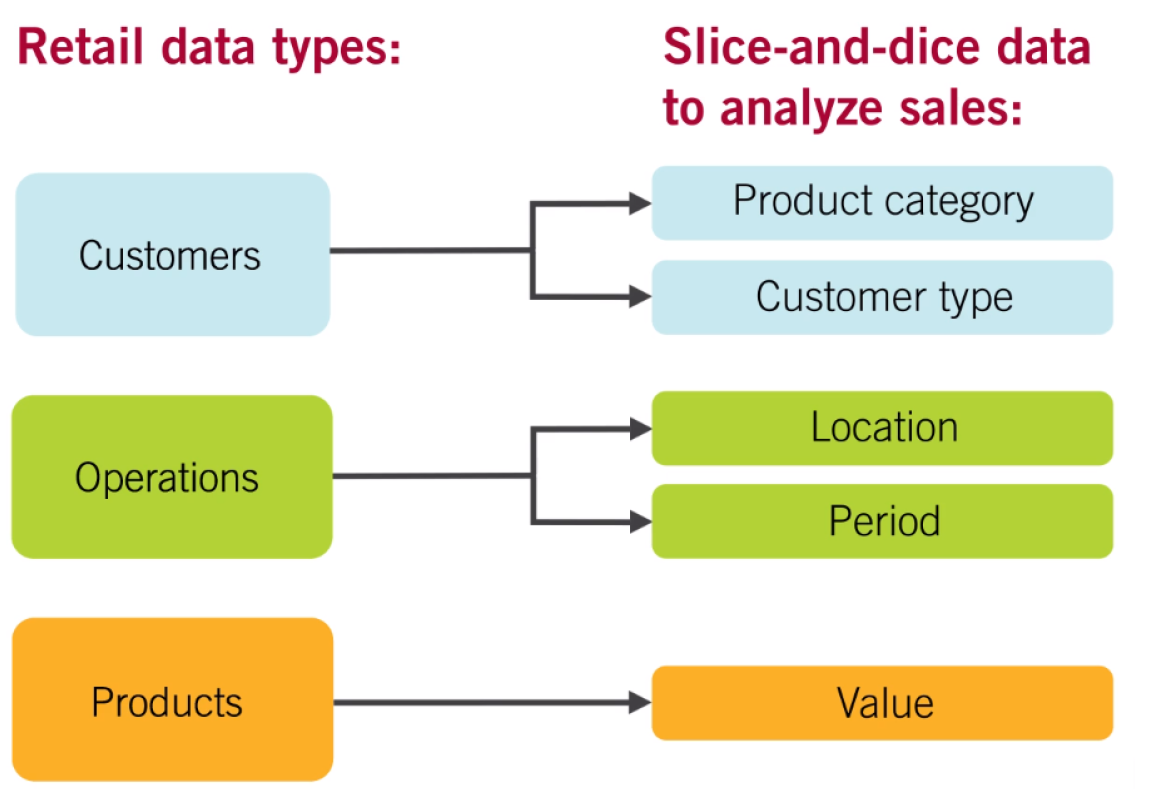 Retail data types:
Slice-and-dice data
to analyze sales:
Customers
Product category
Customer type
Operations
Location
Period
Products
Value